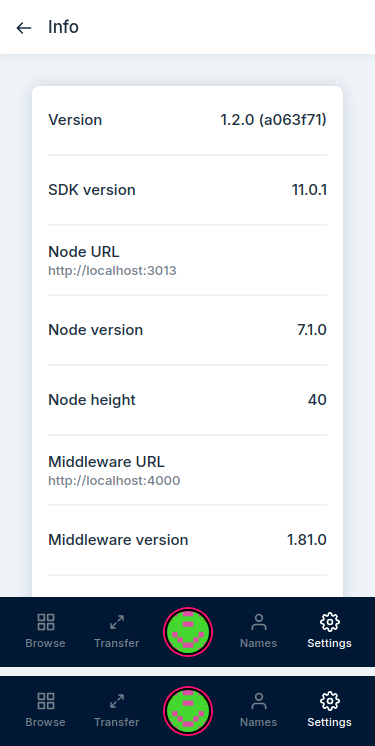 Info
Version 1.2.0 (a063f71)
SDK version 11.0.1
Node URL
http://localhost:3013
Node version 7.1.0
Node height 40
Middleware URL
http://localhost:4000
Middleware version 1.81.0
Browse Transfer Names Settings
Browse Transfer Names Settings